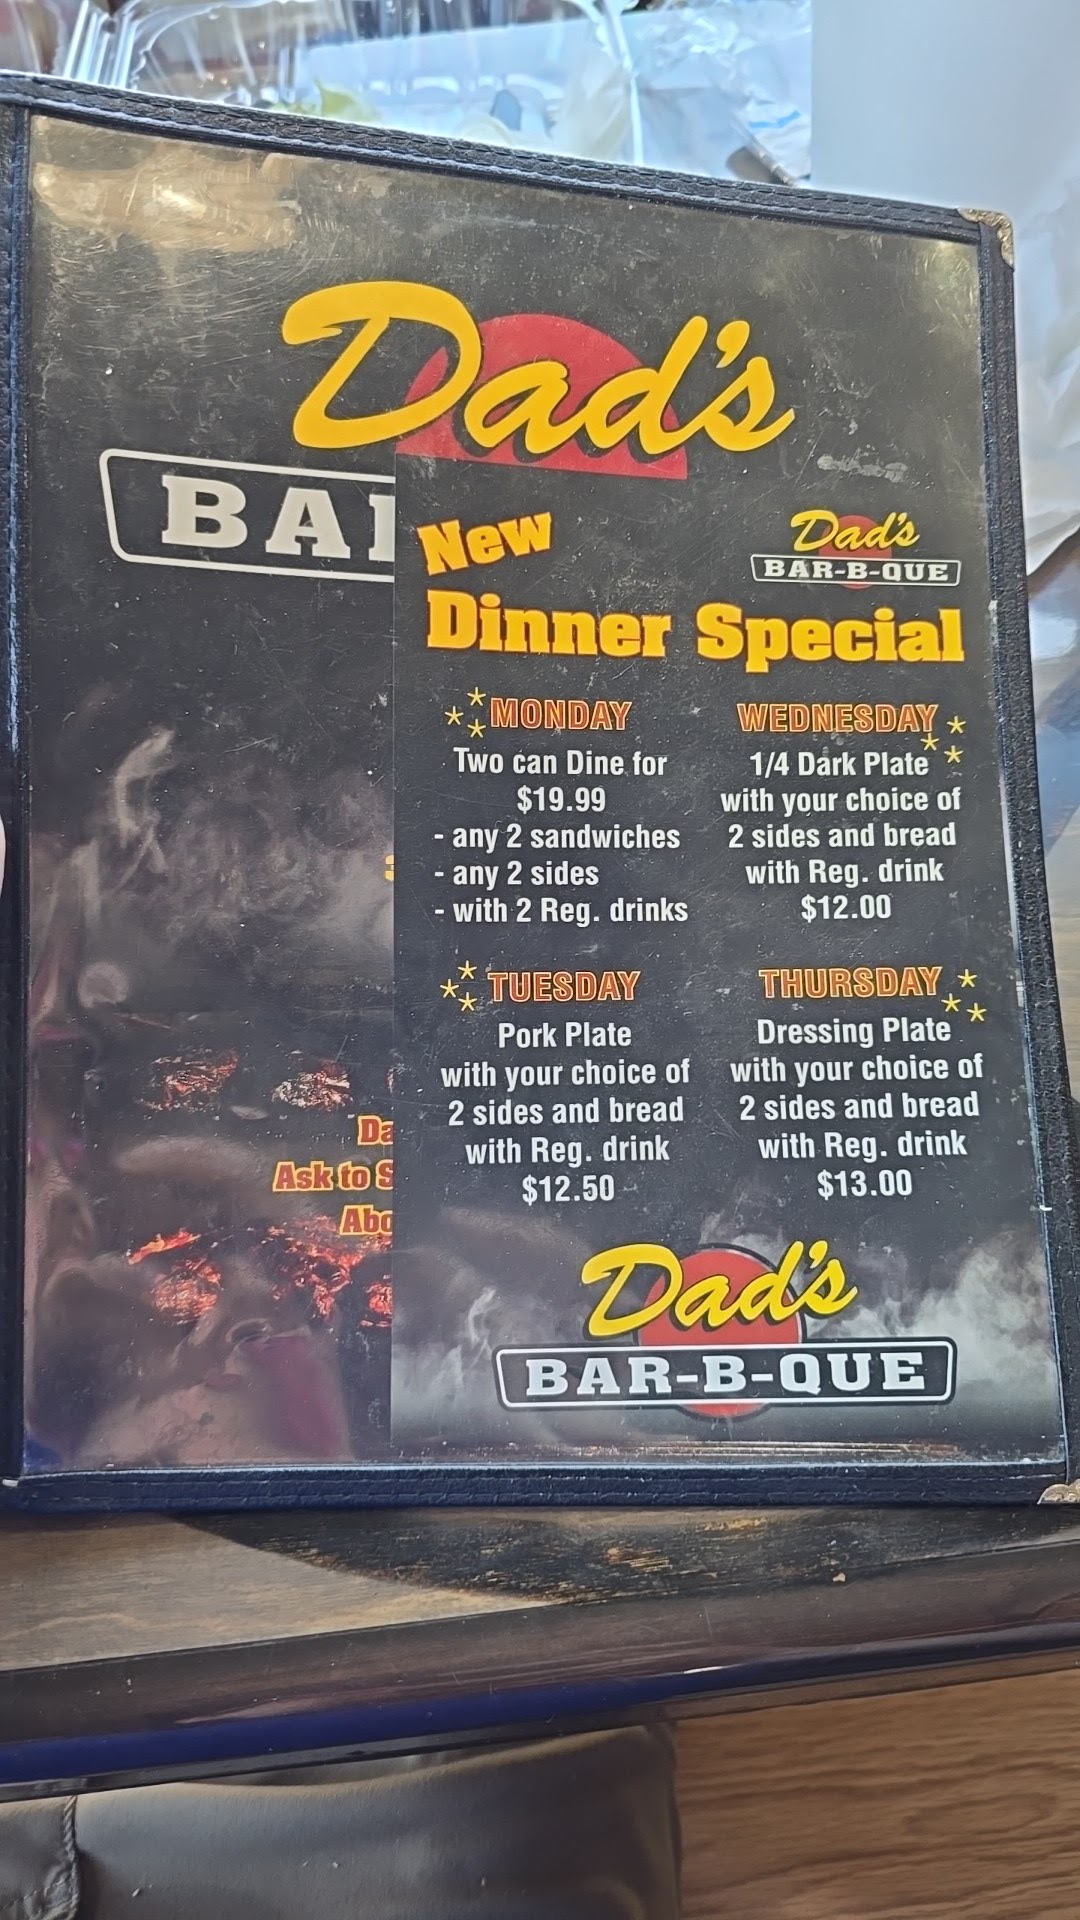 Dad's
BA
New
Dad's
BAR-B-QUE
Dinner Special
MONDAY
Two can Dine for
$19.99
- any 2 sandwiches
- any 2 sides
- with 2 Reg. drinks
WEDNESDAY
1/4 Dark Plate
with your choice of
2 sides and bread
with Reg. drink
$12.00
TUESDAY
Pork Plate
with your choice of
2 sides and bread
with Reg. drink
$12.50
THURSDAY
Dressing Plate
with your choice of
2 sides and bread
with Reg. drink
$13.00
Da
Ask to S
Abo
Dad's
BAR-B-QUE